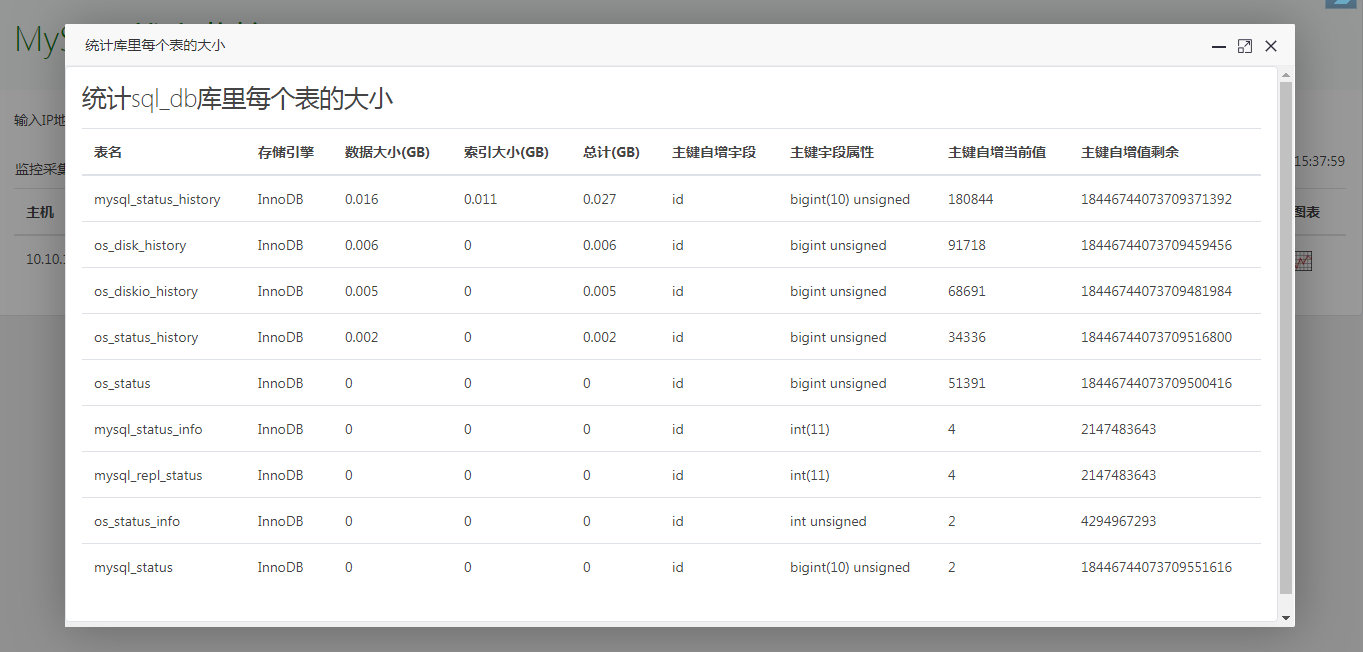 MyS
统计库里每个表的大小
统计sql_db库里每个表的大小
输入IP地
监控采集
15:37:59
主机
图表
10.10.
表名 存储引擎 数据大小(GB) 索引大小(GB) 总计(GB) 主键自增字段 主键字段属性 主键自增当前值 主键自增值剩余
mysql_status_history InnoDB 0.016 0.011 0.027 id bigint(10) unsigned 180844 18446744073709371392
os_disk_history InnoDB 0.006 0 0.006 id bigint unsigned 91718 18446744073709459456
os_diskio_history InnoDB 0.005 0 0.005 id bigint unsigned 68691 18446744073709481984
os_status_history InnoDB 0.002 0 0.002 id bigint unsigned 34336 18446744073709516800
os_status InnoDB 0 0 0 id bigint unsigned 51391 18446744073709500416
mysql_status_info InnoDB 0 0 0 id int(11) 4 2147483643
mysql_repl_status InnoDB 0 0 0 id int(11) 4 2147483643
os_status_info InnoDB 0 0 0 id int unsigned 2 4294967293
mysql_status InnoDB 0 0 0 id bigint(10) unsigned 2 18446744073709551616